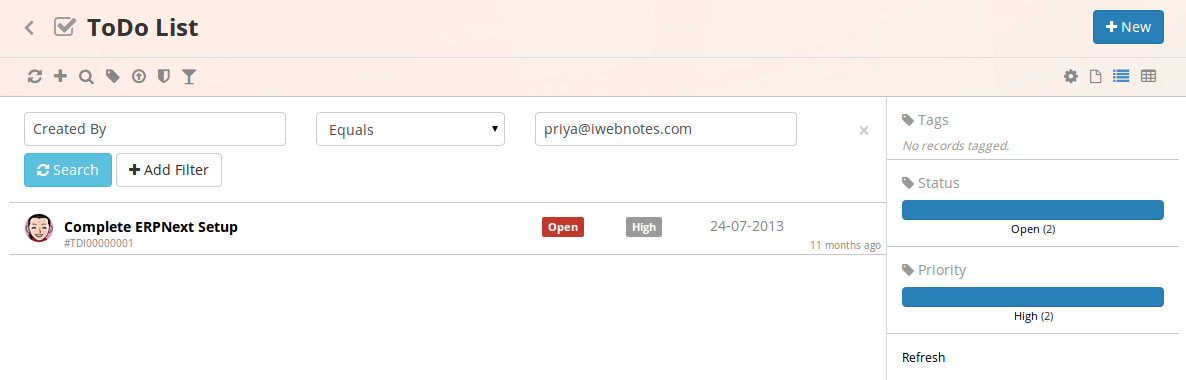 ToDo List
New
Created By
Equals
priya@iwebnotes.com
×
Search
Add Filter
Complete ERPNext Setup
Open
High
24-07-2013
#TDI00000001
11 months ago
Tags
No records tagged.
Status
Open (2)
Priority
High (2)
Refresh